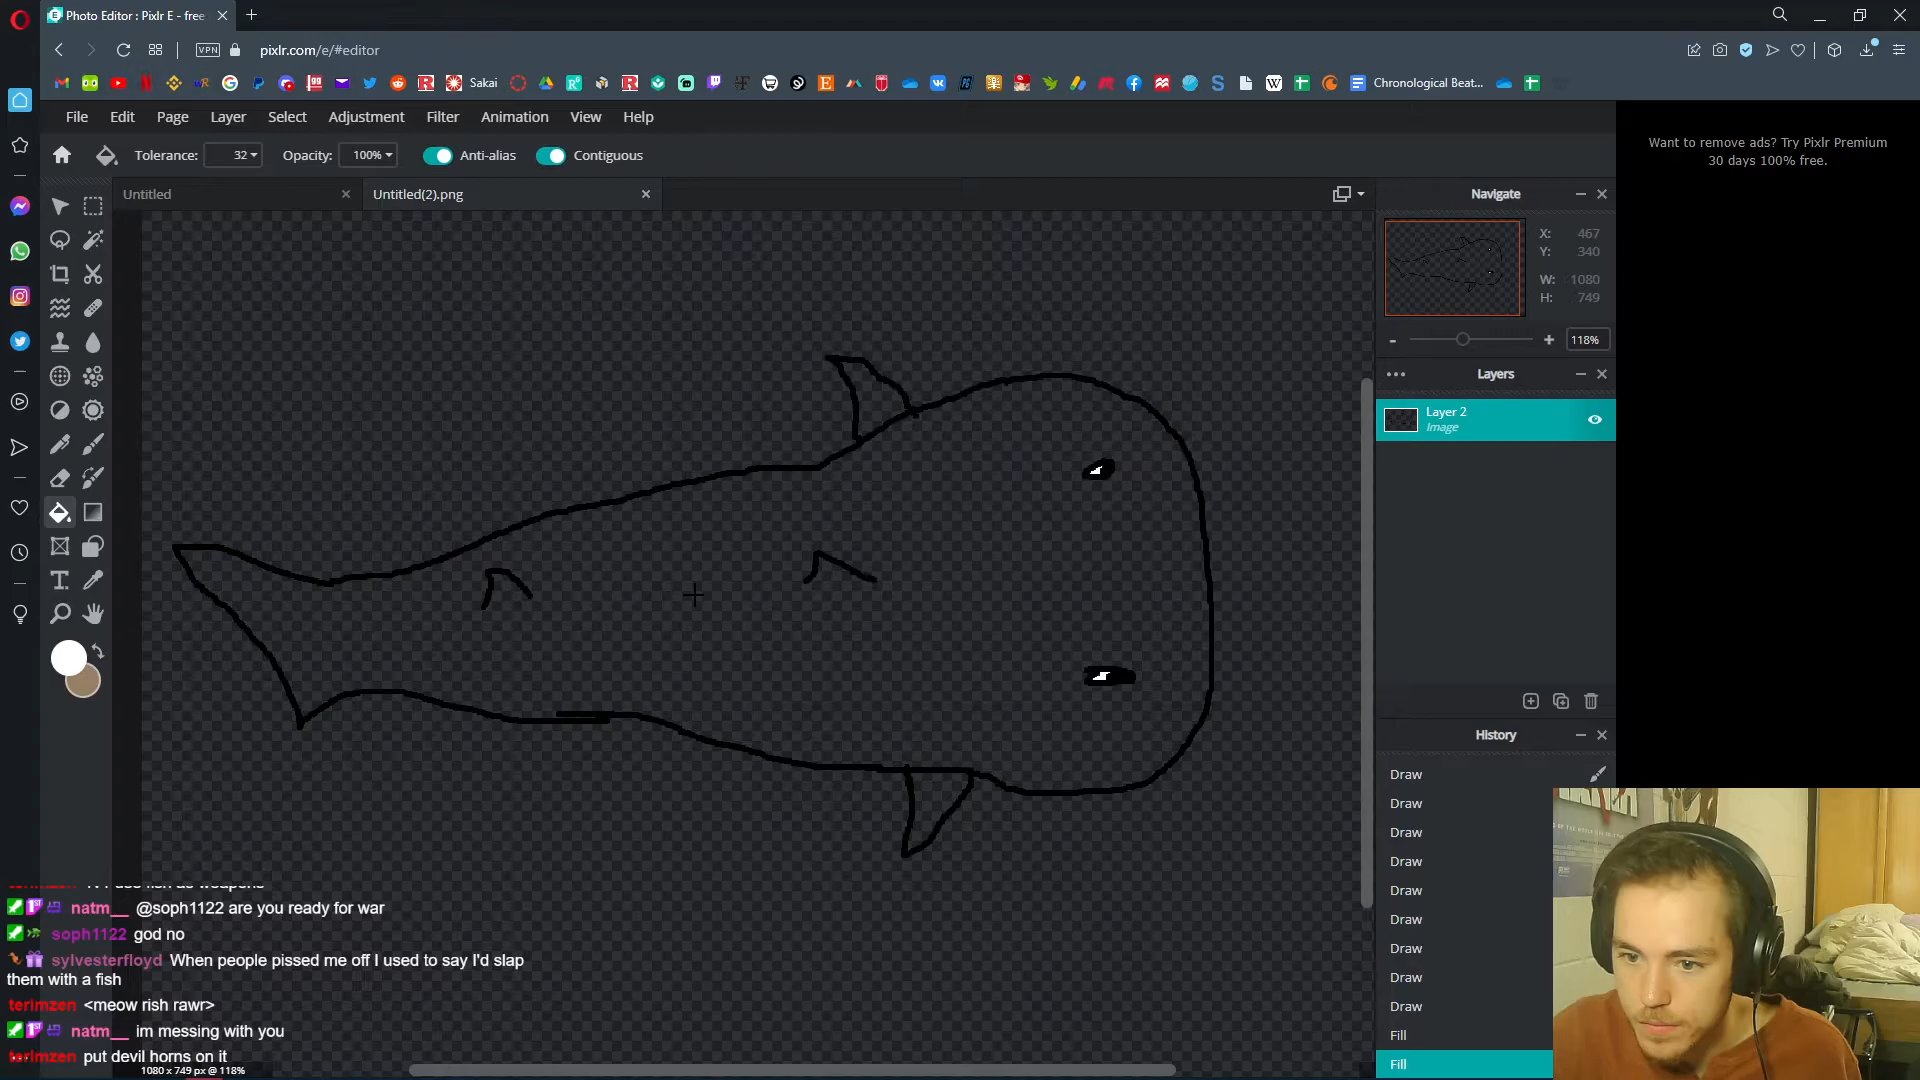 Photo Editor : Pixlr E - free
VPN
pixlr.com/e/#editor
Sakai
Chronological Beat...
File Edit Page Layer Select Adjustment Filter Animation View Help
Tolerance: 32 Opacity: 100% Anti-alias Contiguous
Want to remove ads? Try Pixlr Premium
30 days 100% free.
Untitled
Untitled(2).png
Navigate
X: 467
Y: 340
W: 1080
H: 749
118%
Layers
Layer 2
Image
History
Draw
Draw
Draw
Draw
Draw
Draw
Draw
Draw
Draw
Fill
Fill
natm__ @soph1122 are you ready for war
soph1122 god no
sylvesterfloyd When people pissed me off I used to say I'd slap
them with a fish
terimzen <meow rish rawr>
natm__ im messing with you
terimzen put devil horns on it
1080 x 749 px @ 118%